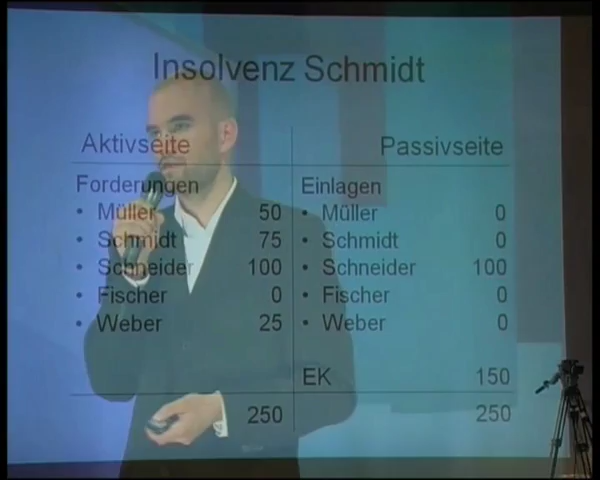 Insolvenz Schmidt
Aktivseite Passivseite
Forderungen Einlagen
• Müller 50 • Müller 0
• Schmidt 75 • Schmidt 0
• Schneider 100 • Schneider 100
• Fischer 0 • Fischer 0
• Weber 25 • Weber 0
EK 150
250 250